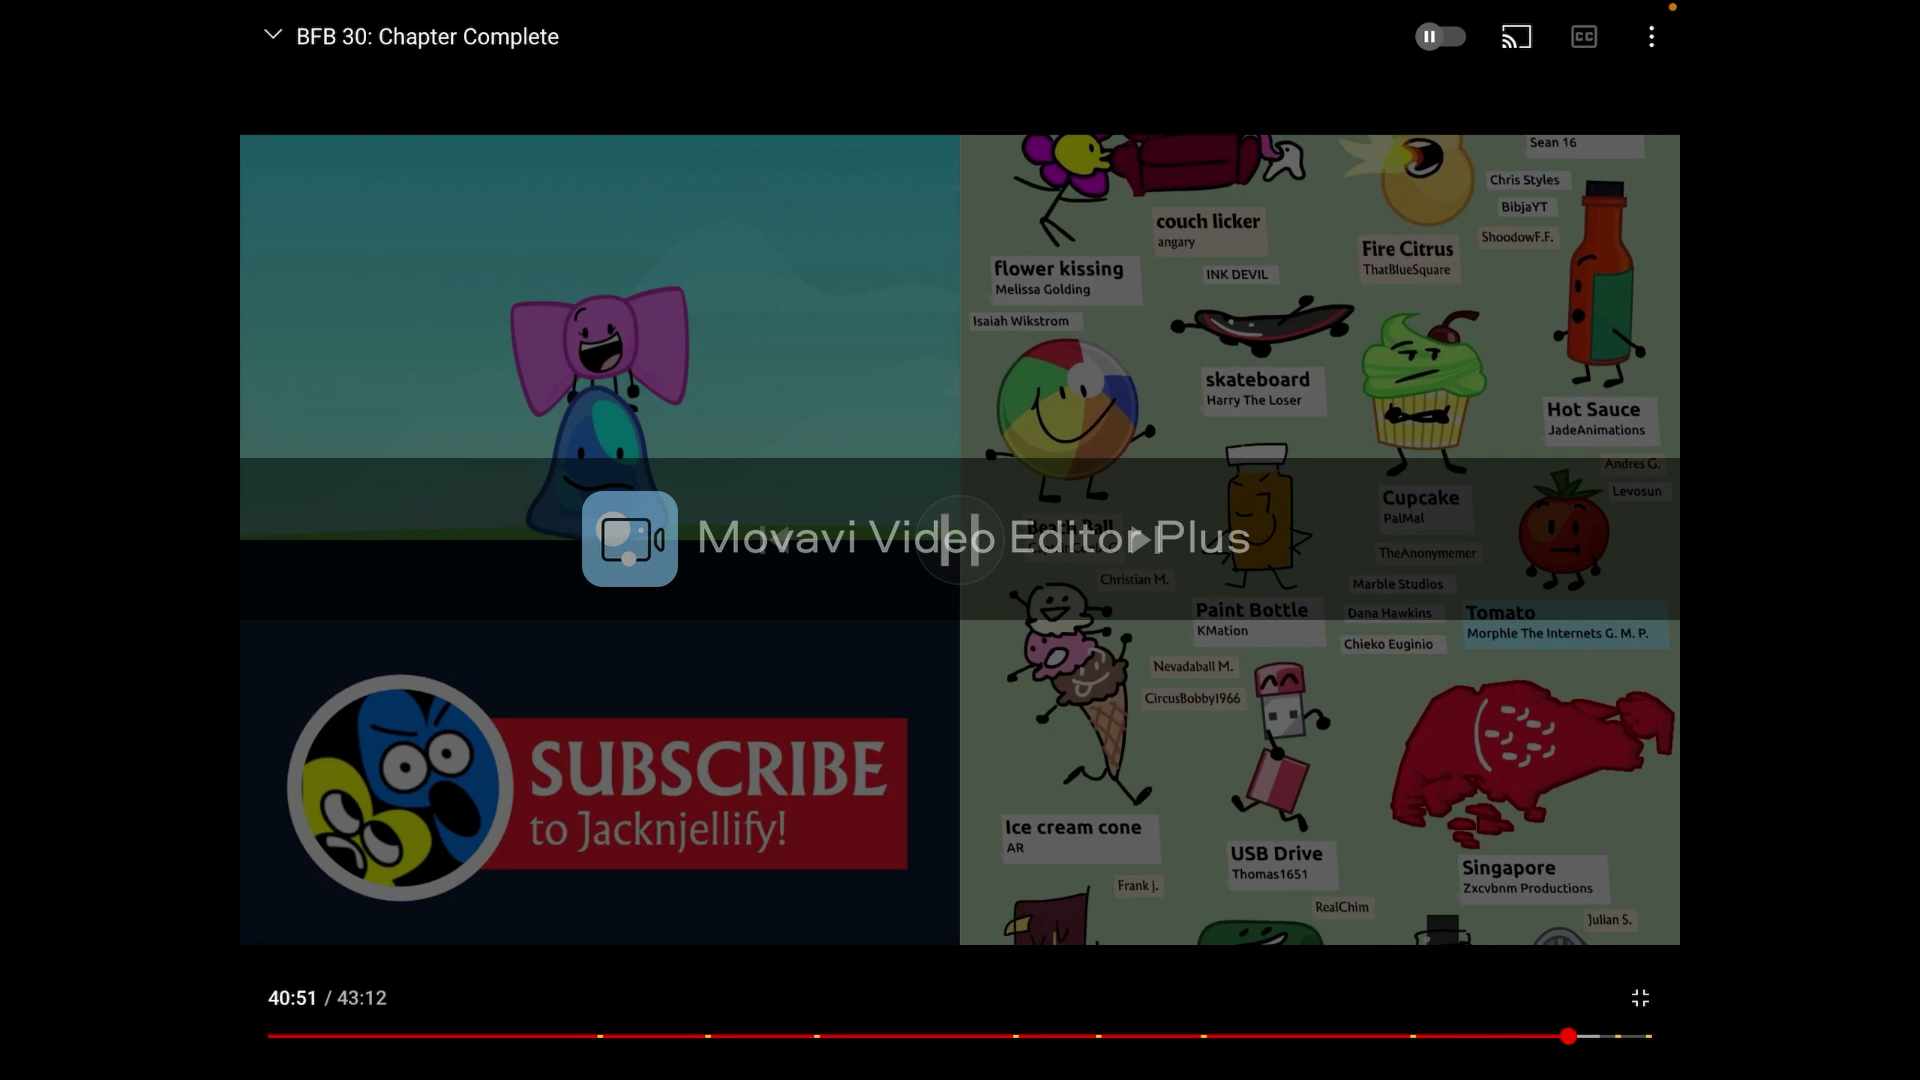 BFB 30: Chapter Complete
CC
Sean 16
Chris Styles
BibjaYT
couch licker
angary
ShoodowF.F.
Fire Citrus
ThatBlueSquare
flower kissing
Melissa Golding
INK DEVIL
Isaiah Wikstrom
skateboard
Harry The Loser
Hot Sauce
JadeAnimations
Andres G.
Levosun
Cupcake
PalMal
Beach Ball
Movavi Video Editor Plus
TheAnonymemer
Christian M.
Marble Studios
Paint Bottle
KMation
Dana Hawkins
Tomato
Morphle The Internets G. M. P.
Chieko Euginio
Nevadaball M.
CircusBobby1966
SUBSCRIBE
to Jacknjellify!
Ice cream cone
AR
USB Drive
Thomas1651
Singapore
Zxcvbnm Productions
Frank J.
RealChim
Julian S.
40:51 / 43:12